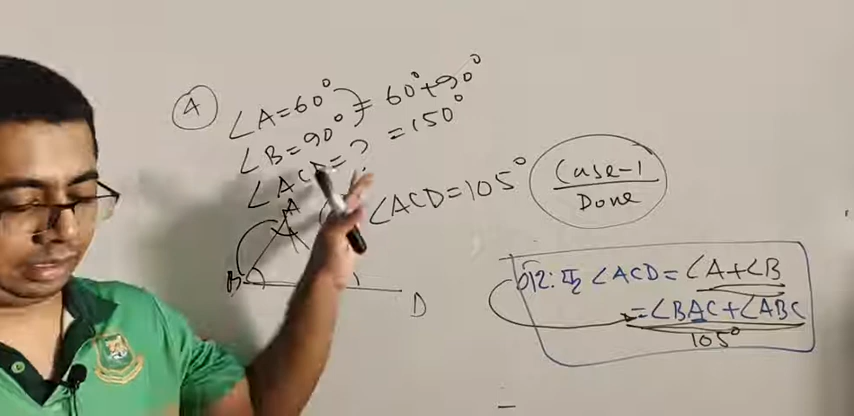 4
∠A=60° = 60°+90°
∠B=90° = 150°
∠ACD=?
∠ACD=105°
Case-1
Done
A
B
D
∠ACD=∠A+∠B
=∠BAC+∠ABC
105°